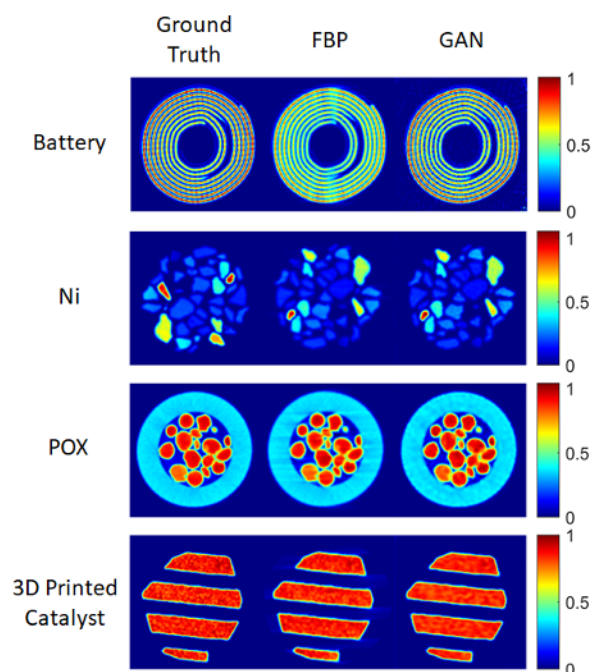 Ground
Truth
FBP
GAN
Battery
1
0.5
0
Ni
1
0.5
0
POX
1
0.5
0
3D Printed
Catalyst
1
0.5
0